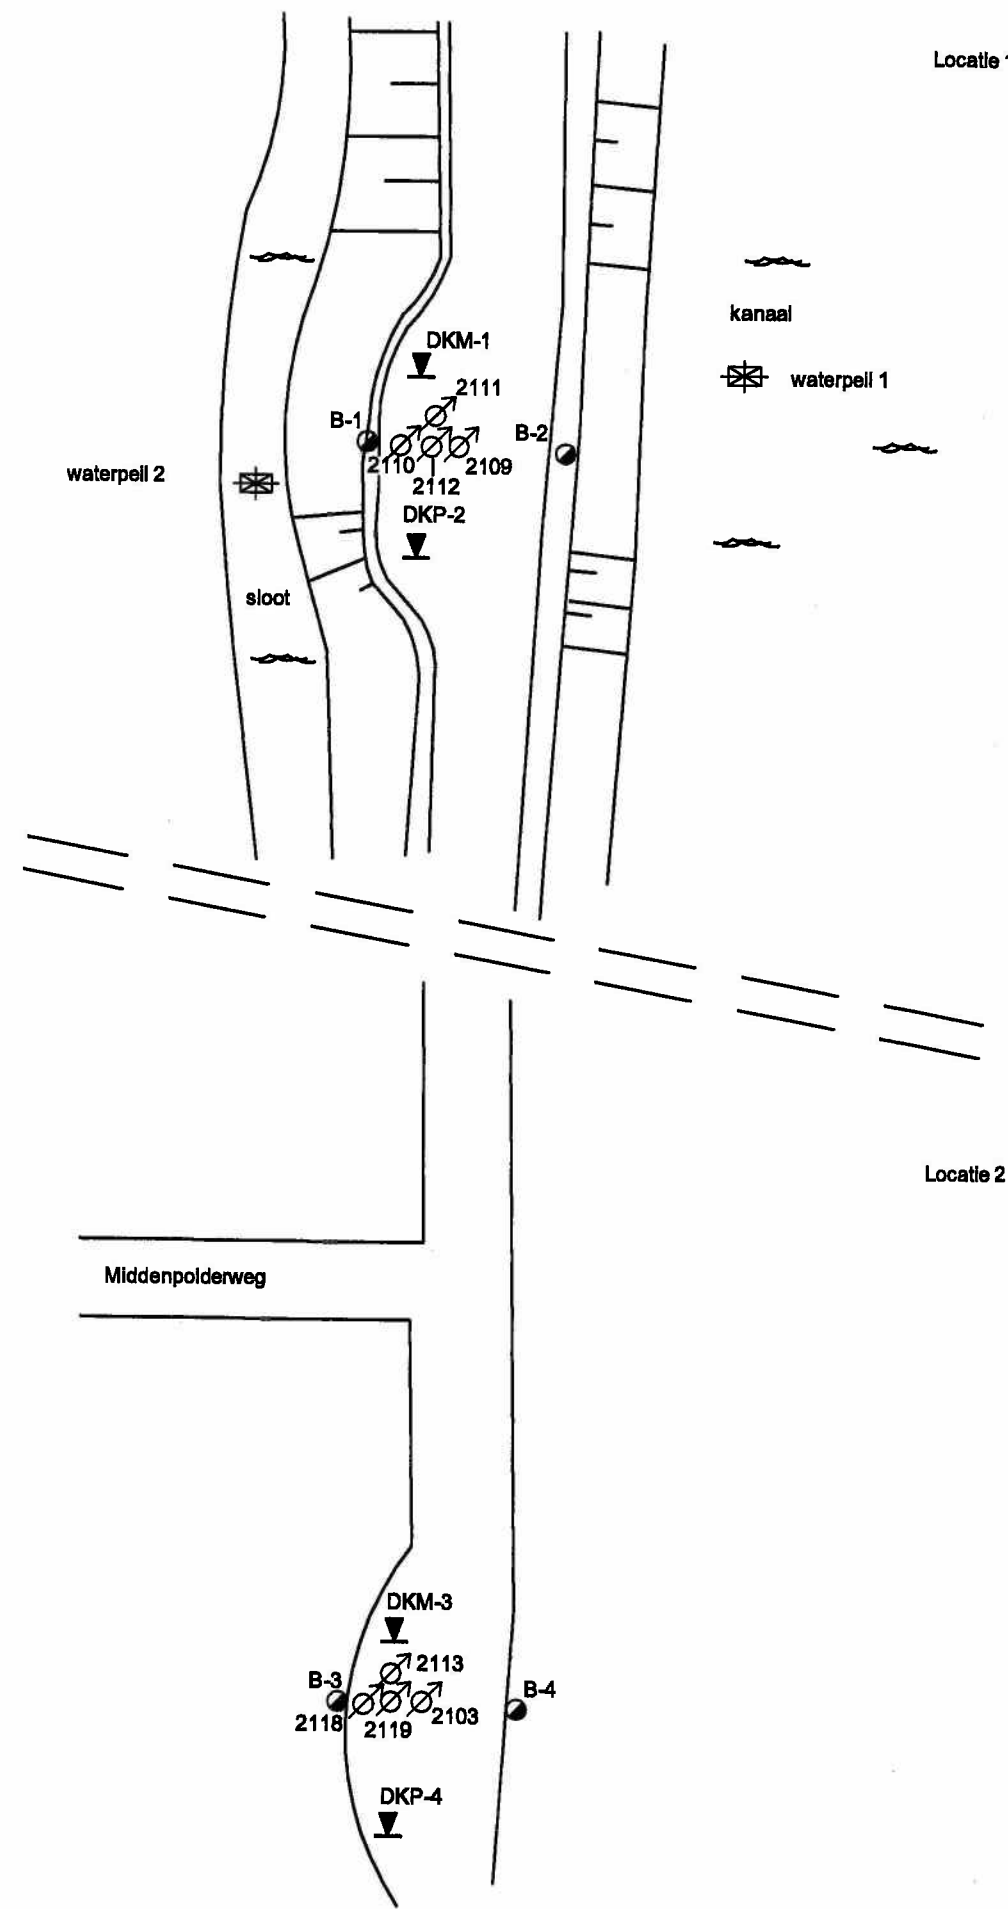 Locatie 1
DKM-1
kanaal
2111
waterpeil 1
B-1
B-2
2110
2109
waterpeil 2
2112
DKP-2
sloot
Locatie 2
Middenpolderweg
DKM-3
2113
B-3
B-4
2118
2119
2103
DKP-4